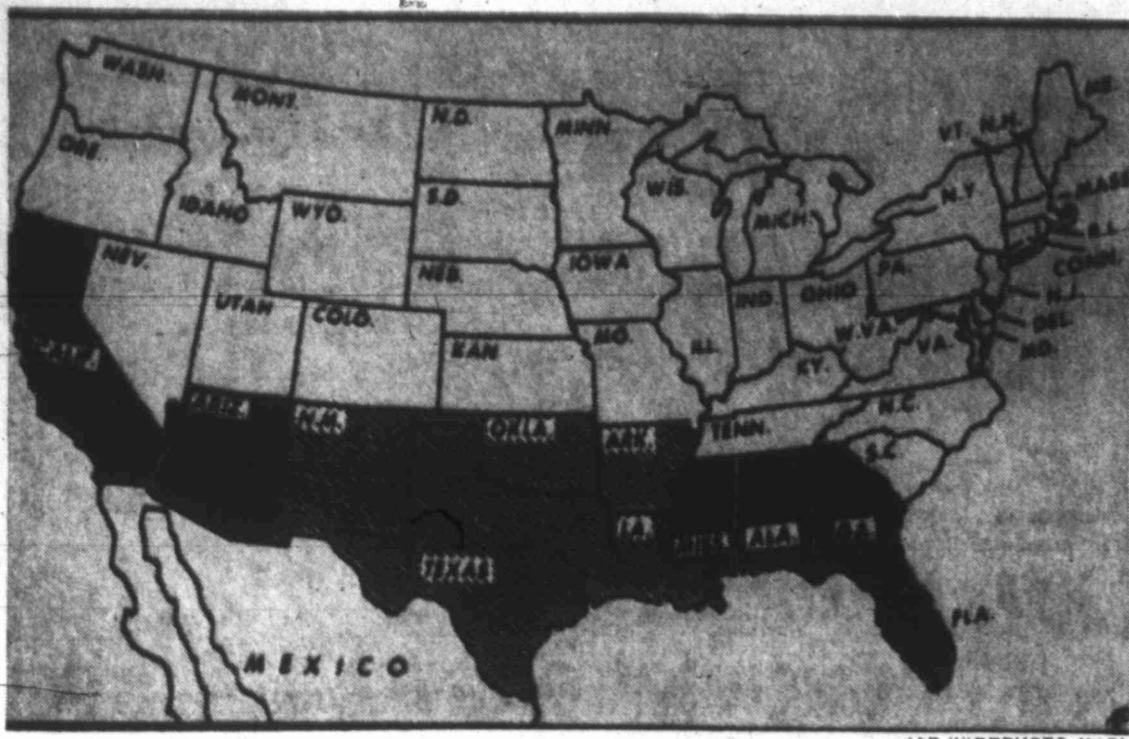 WASH.
MONT.
N.D.
MINN.
ME.
VT. N.H.
ORE.
IDAHO
WYO.
S.D.
WIS.
MICH.
N.Y.
MASS
R.I.
CONN.
NEV.
UTAH
COLO.
NEB.
IOWA
ILL.
IND.
OHIO
PA.
N.J.
DEL.
MD.
W.VA.
VA.
CALIF.
KAN.
MO.
KY.
ARIZ.
N.M.
OKLA.
ARK.
TENN.
N.C.
S.C.
TEXAS
LA.
MISS.
ALA.
GA.
FLA.
MEXICO